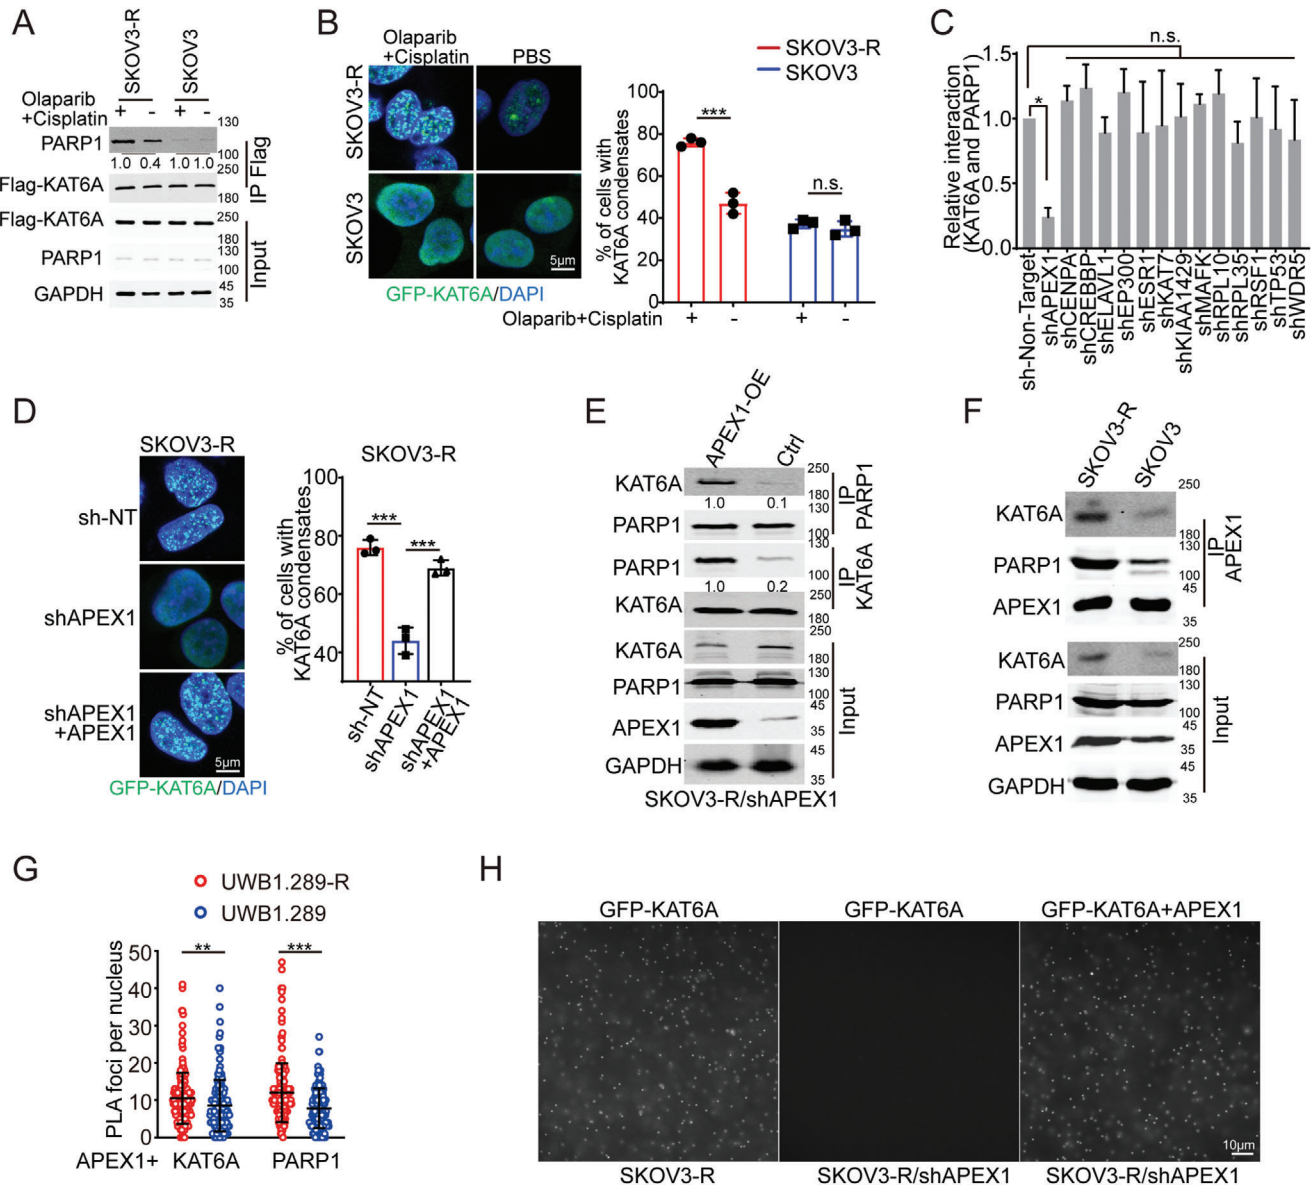 A
SKOV3-R
SKOV3
Olaparib
+Cisplatin
+ - + -
130
PARP1
100
1.0 0.4 1.0 1.0
250
Flag-KAT6A
180
IP Flag
Flag-KAT6A
250
180
PARP1
130
100
GAPDH
45
35
Input
B
Olaparib
+Cisplatin
PBS
SKOV3-R
SKOV3
5μm
GFP-KAT6A/DAPI
SKOV3-R
SKOV3
% of cells with
KAT6A condensates
100
80
60
40
20
0
***
n.s.
Olaparib+Cisplatin + - + -
C
Relative interaction
(KAT6A and PARP1)
1.5
1.0
0.5
0.0
n.s.
*
sh-Non-Target
shAPEX1
shCENPA
shCREBBP
shELAVL1
shEP300
shESR1
shKAT7
shKIAA1429
shMAFK
shRPL10
shRPL35
shRSF1
shTP53
shWDR5
D
SKOV3-R
sh-NT
shAPEX1
shAPEX1
+APEX1
5μm
GFP-KAT6A/DAPI
SKOV3-R
% of cells with
KAT6A condensates
100
80
60
40
***
***
sh-NT
shAPEX1
shAPEX1
+APEX1
E
APEX1-OE
Ctrl
KAT6A
250
180
1.0 0.1
PARP1
130
100
IP
PARP1
PARP1
130
100
1.0 0.2
KAT6A
250
180
IP
KAT6A
KAT6A
250
180
PARP1
130
100
APEX1
45
35
GAPDH
45
35
Input
SKOV3-R/shAPEX1
F
SKOV3-R
SKOV3
250
KAT6A
180
PARP1
130
100
APEX1
45
35
IP
APEX1
KAT6A
250
180
PARP1
130
100
APEX1
45
35
GAPDH
45
35
Input
G
UWB1.289-R
UWB1.289
PLA foci per nucleus
50
40
30
20
10
0
**
***
APEX1+ KAT6A PARP1
H
GFP-KAT6A
GFP-KAT6A
GFP-KAT6A+APEX1
10μm
SKOV3-R
SKOV3-R/shAPEX1
SKOV3-R/shAPEX1